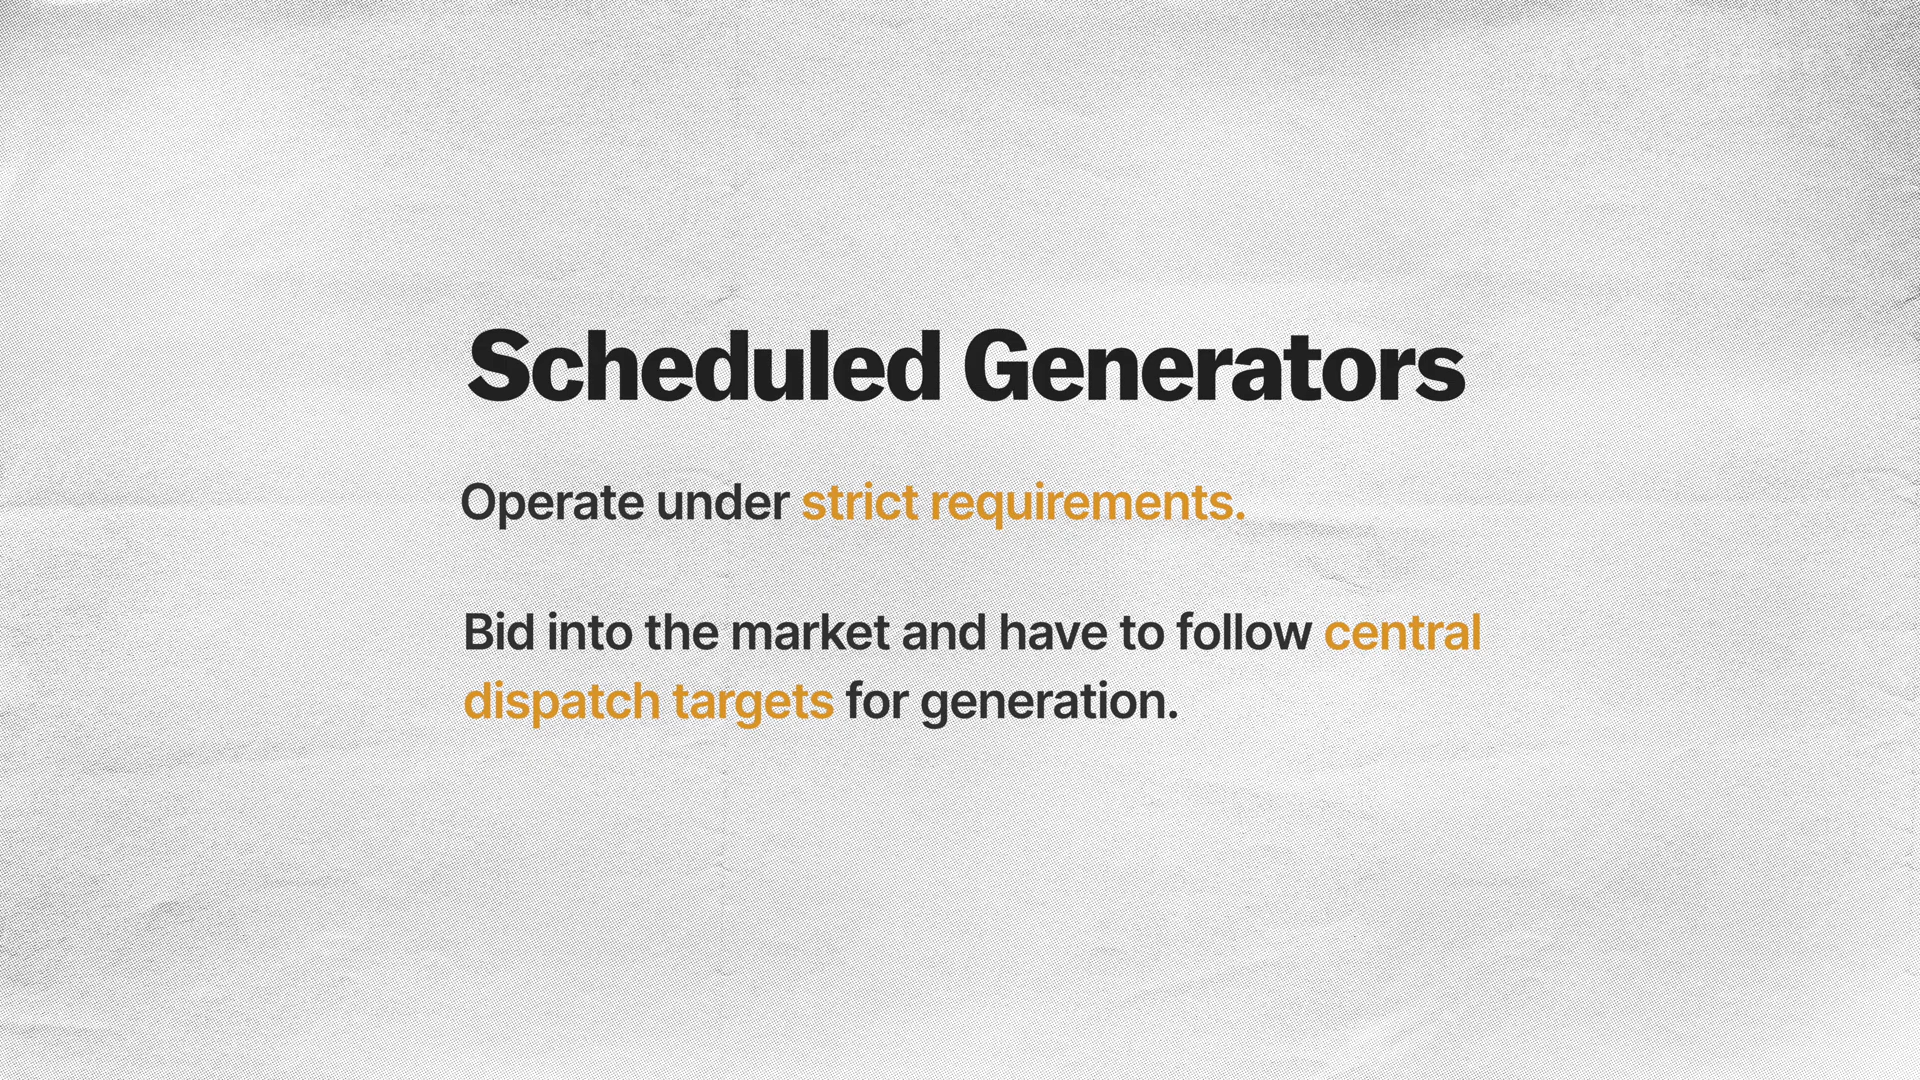 Scheduled Generators
Operate under strict requirements.
Bid into the market and have to follow central
dispatch targets for generation.